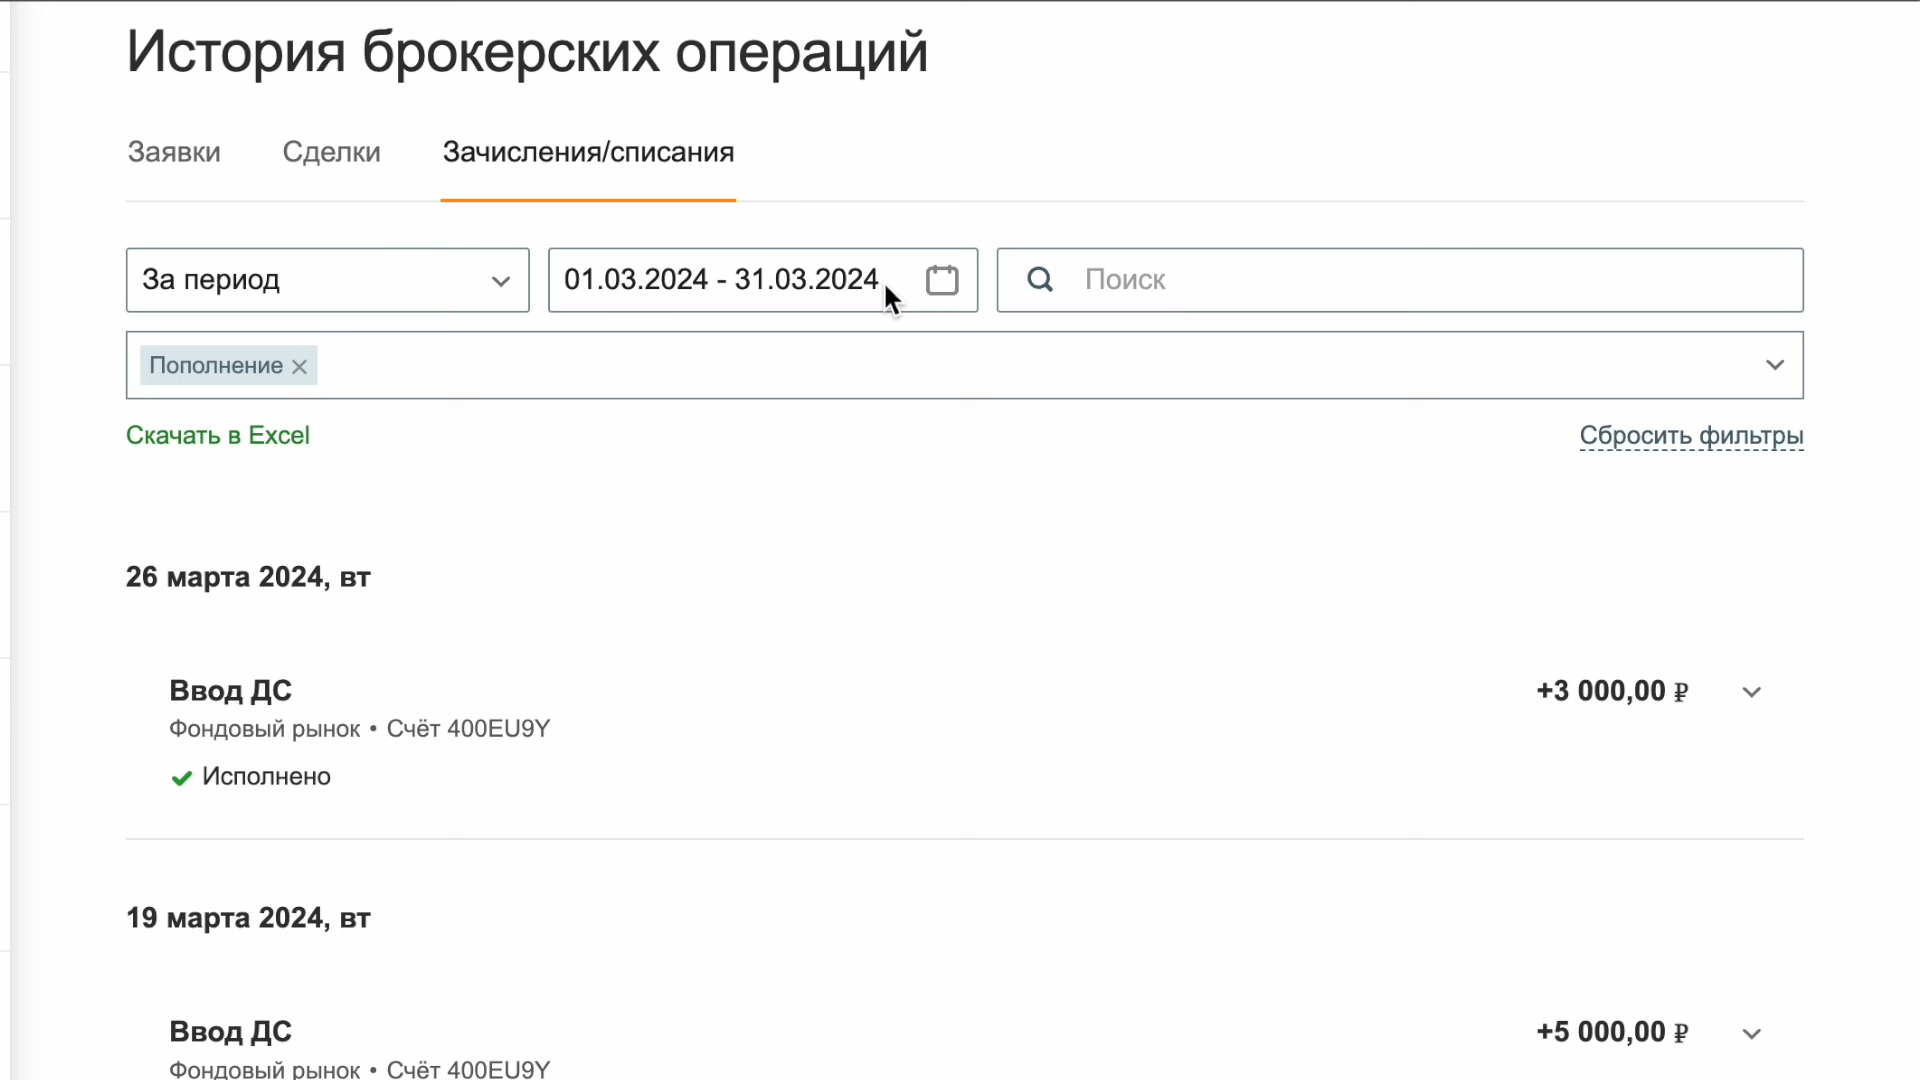 История брокерских операций
Заявки Сделки Зачисления/списания
За период 01.03.2024 - 31.03.2024 Поиск
Пополнение
Скачать в Excel Сбросить фильтры
26 марта 2024, вт
Ввод ДС +3 000,00 ₽
Фондовый рынок • Счёт 400EU9Y
Исполнено
19 марта 2024, вт
Ввод ДС +5 000,00 ₽
Фондовый рынок • Счёт 400EU9Y